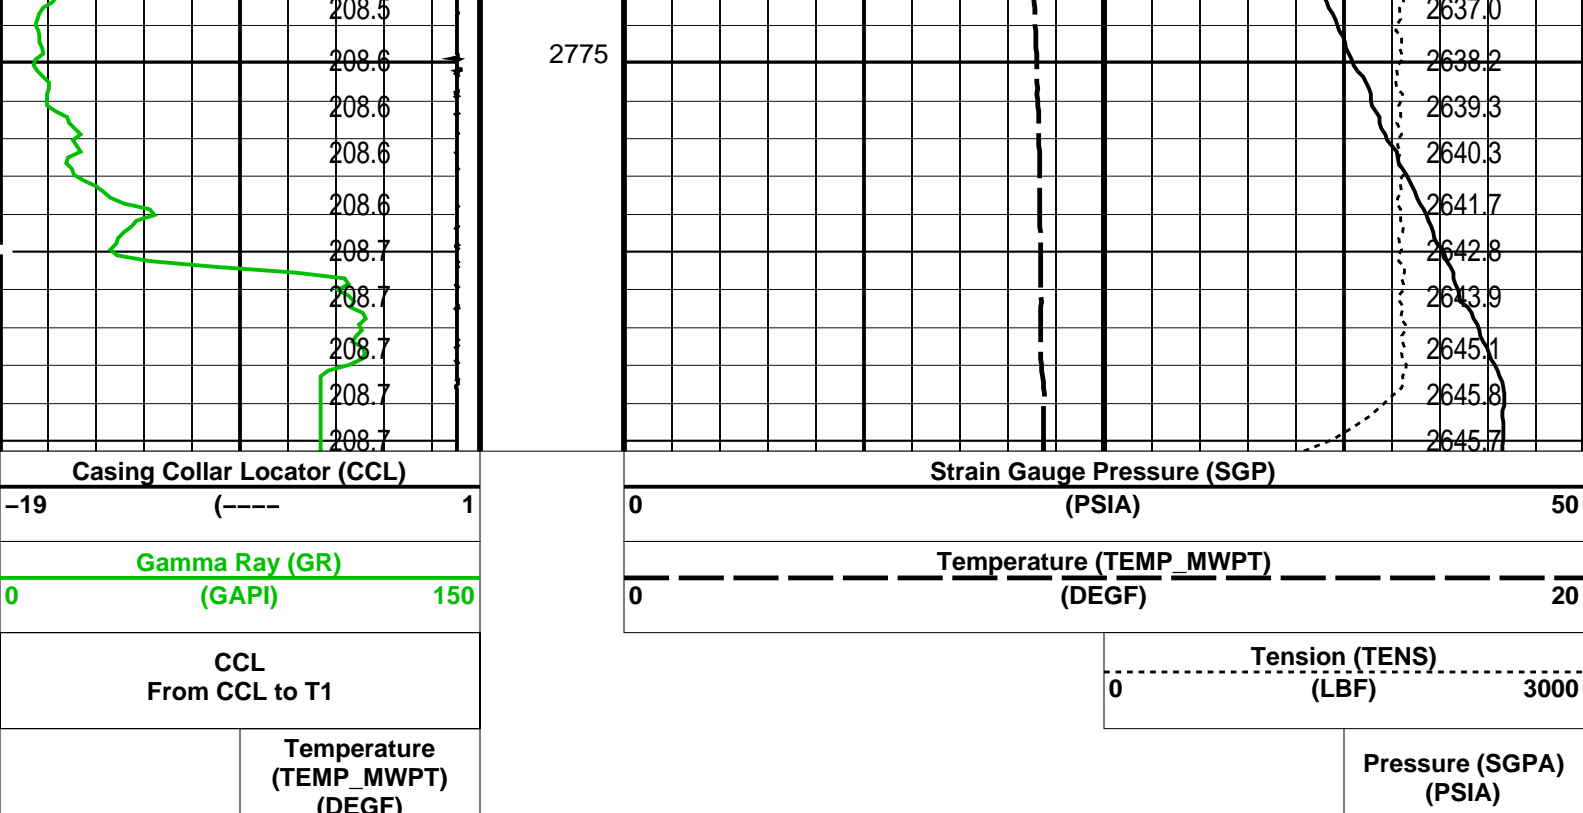 208.5 2637.0
2775
208.6 2638.2
208.6 2639.3
208.6 2640.3
208.6 2641.7
208.7 2642.8
208.7 2643.9
208.7 2645.1
208.7 2645.8
208.7 2645.7
Casing Collar Locator (CCL)
−19 (−−−− 1
Strain Gauge Pressure (SGP)
0 (PSIA) 50
Gamma Ray (GR)
0 (GAPI) 150
Temperature (TEMP_MWPT)
0 (DEGF) 20
CCL
From CCL to T1
Tension (TENS)
0 (LBF) 3000
Temperature
(TEMP_MWPT)
(DEGF)
Pressure (SGPA)
(PSIA)